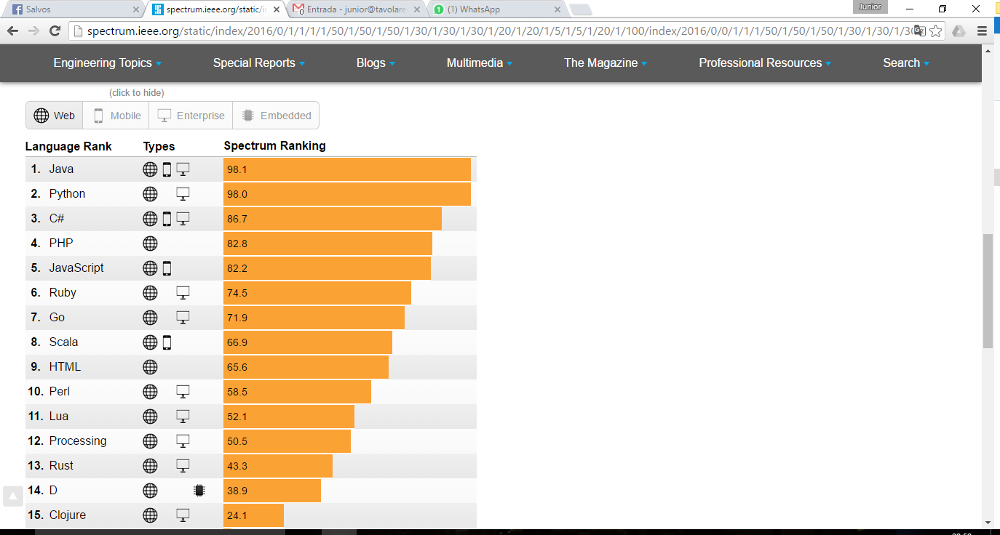 Salvos
spectrum.ieee.org/static/in
Entrada - junior@tavolare
(1) WhatsApp
Junior
spectrum.ieee.org/static/index/2016/0/1/1/1/1/50/1/50/1/50/1/30/1/30/1/30/1/20/1/20/1/5/1/5/1/20/1/100/index/2016/0/0/1/1/1/50/1/50/1/50/1/30/1/30/1/30
Engineering Topics Special Reports Blogs Multimedia The Magazine Professional Resources Search
(click to hide)
Web Mobile Enterprise Embedded
Language Rank Types Spectrum Ranking
1. Java 98.1
2. Python 98.0
3. C# 86.7
4. PHP 82.8
5. JavaScript 82.2
6. Ruby 74.5
7. Go 71.9
8. Scala 66.9
9. HTML 65.6
10. Perl 58.5
11. Lua 52.1
12. Processing 50.5
13. Rust 43.3
14. D 38.9
15. Clojure 24.1